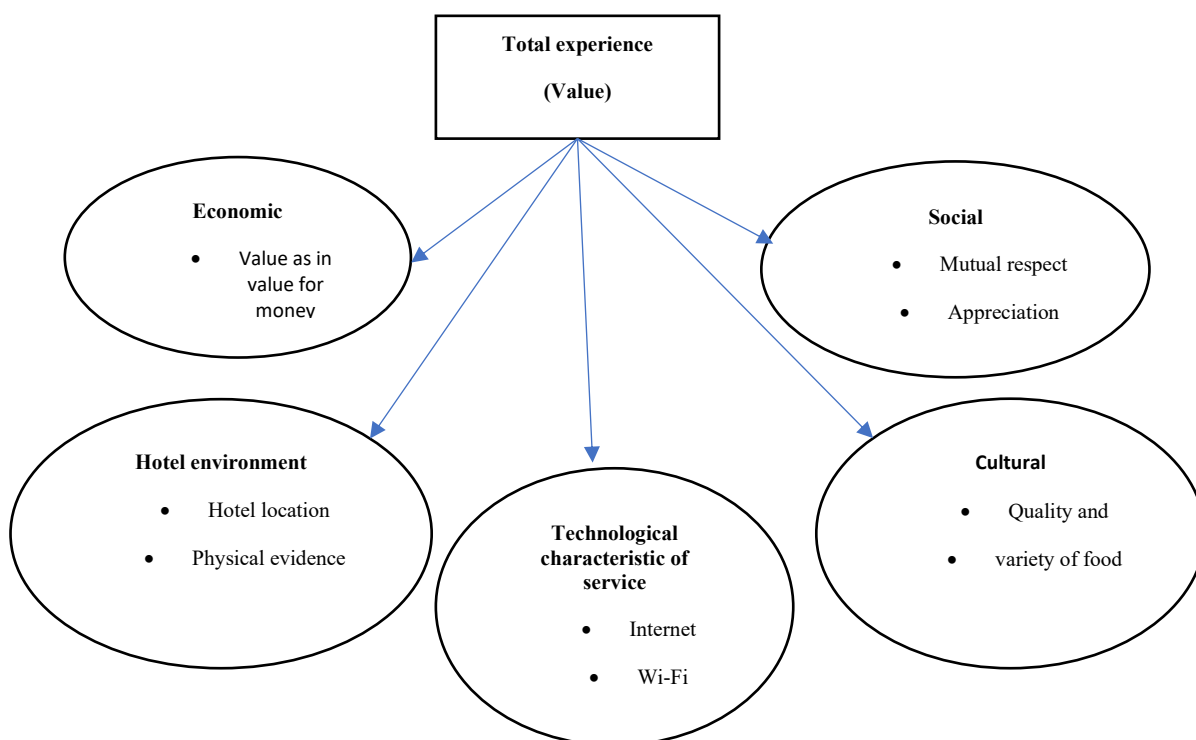 Total experience
(Value)
Economic
• Value as in
value for
money
Social
• Mutual respect
• Appreciation
Hotel environment
• Hotel location
• Physical evidence
Technological
characteristic of
service
• Internet
• Wi-Fi
Cultural
• Quality and
• variety of food